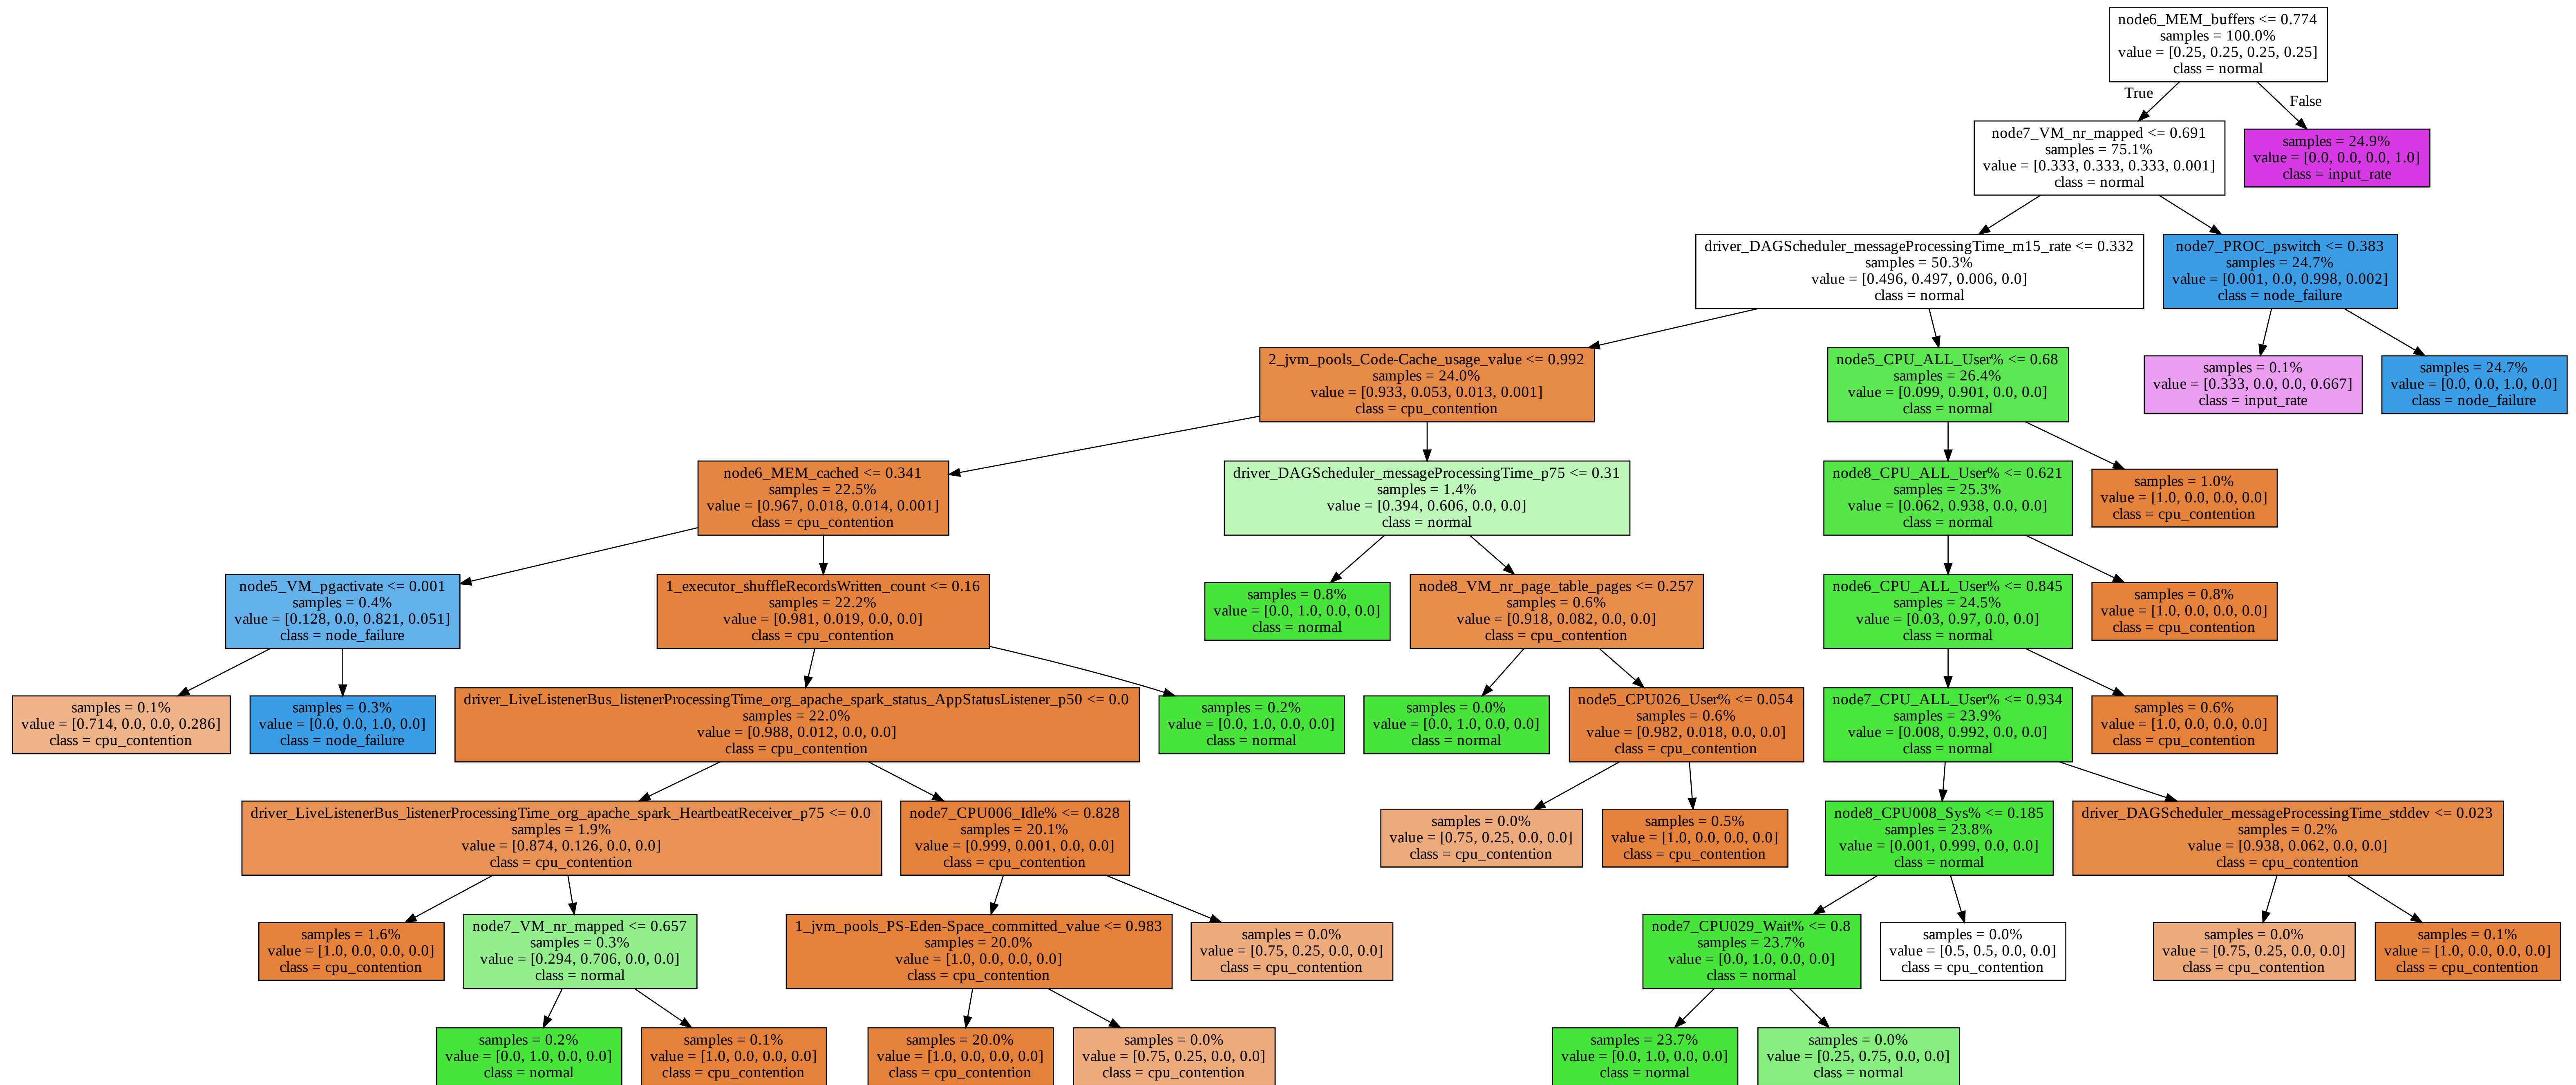 node6_MEM_buffers <= 0.774
samples = 100.0%
value = [0.25, 0.25, 0.25, 0.25]
class = normal
True
False
node7_VM_nr_mapped <= 0.691
samples = 75.1%
value = [0.333, 0.333, 0.333, 0.001]
class = normal
samples = 24.9%
value = [0.0, 0.0, 0.0, 1.0]
class = input_rate
driver_DAGScheduler_messageProcessingTime_m15_rate <= 0.332
samples = 50.3%
value = [0.496, 0.497, 0.006, 0.0]
class = normal
node7_PROC_pswitch <= 0.383
samples = 24.7%
value = [0.001, 0.0, 0.998, 0.002]
class = node_failure
2_jvm_pools_Code-Cache_usage_value <= 0.992
samples = 24.0%
value = [0.933, 0.053, 0.013, 0.001]
class = cpu_contention
node5_CPU_ALL_User% <= 0.68
samples = 26.4%
value = [0.099, 0.901, 0.0, 0.0]
class = normal
samples = 0.1%
value = [0.333, 0.0, 0.0, 0.667]
class = input_rate
samples = 24.7%
value = [0.0, 0.0, 1.0, 0.0]
class = node_failure
node6_MEM_cached <= 0.341
samples = 22.5%
value = [0.967, 0.018, 0.014, 0.001]
class = cpu_contention
driver_DAGScheduler_messageProcessingTime_p75 <= 0.31
samples = 1.4%
value = [0.394, 0.606, 0.0, 0.0]
class = normal
node8_CPU_ALL_User% <= 0.621
samples = 25.3%
value = [0.062, 0.938, 0.0, 0.0]
class = normal
samples = 1.0%
value = [1.0, 0.0, 0.0, 0.0]
class = cpu_contention
node5_VM_pgactivate <= 0.001
samples = 0.4%
value = [0.128, 0.0, 0.821, 0.051]
class = node_failure
1_executor_shuffleRecordsWritten_count <= 0.16
samples = 22.2%
value = [0.981, 0.019, 0.0, 0.0]
class = cpu_contention
samples = 0.8%
value = [0.0, 1.0, 0.0, 0.0]
class = normal
node8_VM_nr_page_table_pages <= 0.257
samples = 0.6%
value = [0.918, 0.082, 0.0, 0.0]
class = cpu_contention
node6_CPU_ALL_User% <= 0.845
samples = 24.5%
value = [0.03, 0.97, 0.0, 0.0]
class = normal
samples = 0.8%
value = [1.0, 0.0, 0.0, 0.0]
class = cpu_contention
samples = 0.1%
value = [0.714, 0.0, 0.0, 0.286]
class = cpu_contention
samples = 0.3%
value = [0.0, 0.0, 1.0, 0.0]
class = node_failure
driver_LiveListenerBus_listenerProcessingTime_org_apache_spark_status_AppStatusListener_p50 <= 0.0
samples = 22.0%
value = [0.988, 0.012, 0.0, 0.0]
class = cpu_contention
samples = 0.2%
value = [0.0, 1.0, 0.0, 0.0]
class = normal
samples = 0.0%
value = [0.0, 1.0, 0.0, 0.0]
class = normal
node5_CPU026_User% <= 0.054
samples = 0.6%
value = [0.982, 0.018, 0.0, 0.0]
class = cpu_contention
node7_CPU_ALL_User% <= 0.934
samples = 23.9%
value = [0.008, 0.992, 0.0, 0.0]
class = normal
samples = 0.6%
value = [1.0, 0.0, 0.0, 0.0]
class = cpu_contention
driver_LiveListenerBus_listenerProcessingTime_org_apache_spark_HeartbeatReceiver_p75 <= 0.0
samples = 1.9%
value = [0.874, 0.126, 0.0, 0.0]
class = cpu_contention
node7_CPU006_Idle% <= 0.828
samples = 20.1%
value = [0.999, 0.001, 0.0, 0.0]
class = cpu_contention
samples = 0.0%
value = [0.75, 0.25, 0.0, 0.0]
class = cpu_contention
samples = 0.5%
value = [1.0, 0.0, 0.0, 0.0]
class = cpu_contention
node8_CPU008_Sys% <= 0.185
samples = 23.8%
value = [0.001, 0.999, 0.0, 0.0]
class = normal
driver_DAGScheduler_messageProcessingTime_stddev <= 0.023
samples = 0.2%
value = [0.938, 0.062, 0.0, 0.0]
class = cpu_contention
samples = 1.6%
value = [1.0, 0.0, 0.0, 0.0]
class = cpu_contention
node7_VM_nr_mapped <= 0.657
samples = 0.3%
value = [0.294, 0.706, 0.0, 0.0]
class = normal
1_jvm_pools_PS-Eden-Space_committed_value <= 0.983
samples = 20.0%
value = [1.0, 0.0, 0.0, 0.0]
class = cpu_contention
samples = 0.0%
value = [0.75, 0.25, 0.0, 0.0]
class = cpu_contention
node7_CPU029_Wait% <= 0.8
samples = 23.7%
value = [0.0, 1.0, 0.0, 0.0]
class = normal
samples = 0.0%
value = [0.5, 0.5, 0.0, 0.0]
class = cpu_contention
samples = 0.0%
value = [0.75, 0.25, 0.0, 0.0]
class = cpu_contention
samples = 0.1%
value = [1.0, 0.0, 0.0, 0.0]
class = cpu_contention
samples = 0.2%
value = [0.0, 1.0, 0.0, 0.0]
class = normal
samples = 0.1%
value = [1.0, 0.0, 0.0, 0.0]
class = cpu_contention
samples = 20.0%
value = [1.0, 0.0, 0.0, 0.0]
class = cpu_contention
samples = 0.0%
value = [0.75, 0.25, 0.0, 0.0]
class = cpu_contention
samples = 23.7%
value = [0.0, 1.0, 0.0, 0.0]
class = normal
samples = 0.0%
value = [0.25, 0.75, 0.0, 0.0]
class = normal